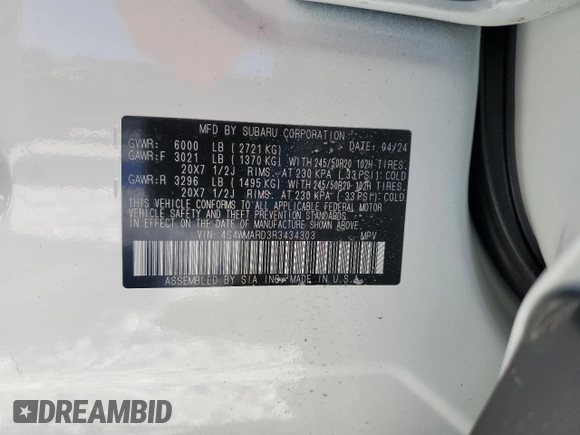 MFD BY SUBARU CORPORATION
GVWR: 6000 LB ( 2721 KG) DATE: 04/24
GAWR:F 3021 LB ( 1370 KG) WITH 245/50R20 102H TIRES.
20X7 1/2J RIMS. AT 230 KPA ( 33 PSI) COLD
GAWR:R 3296 LB ( 1495 KG) WITH 245/50R20 102H TIRES.
20X7 1/2J RIMS. AT 230 KPA ( 33 PSI) COLD
THIS VEHICLE CONFORMS TO ALL APPLICABLE FEDERAL MOTOR
VEHICLE SAFETY AND THEFT PREVENTION STANDARDS
IN EFFECT ON THE DATE OF MANUFACTURE SHOWN ABOVE.
VIN: 4S4WMARD3R3434303 MPV
ASSEMBLED BY SIA INC. MADE IN U.S.A.
DREAMBID